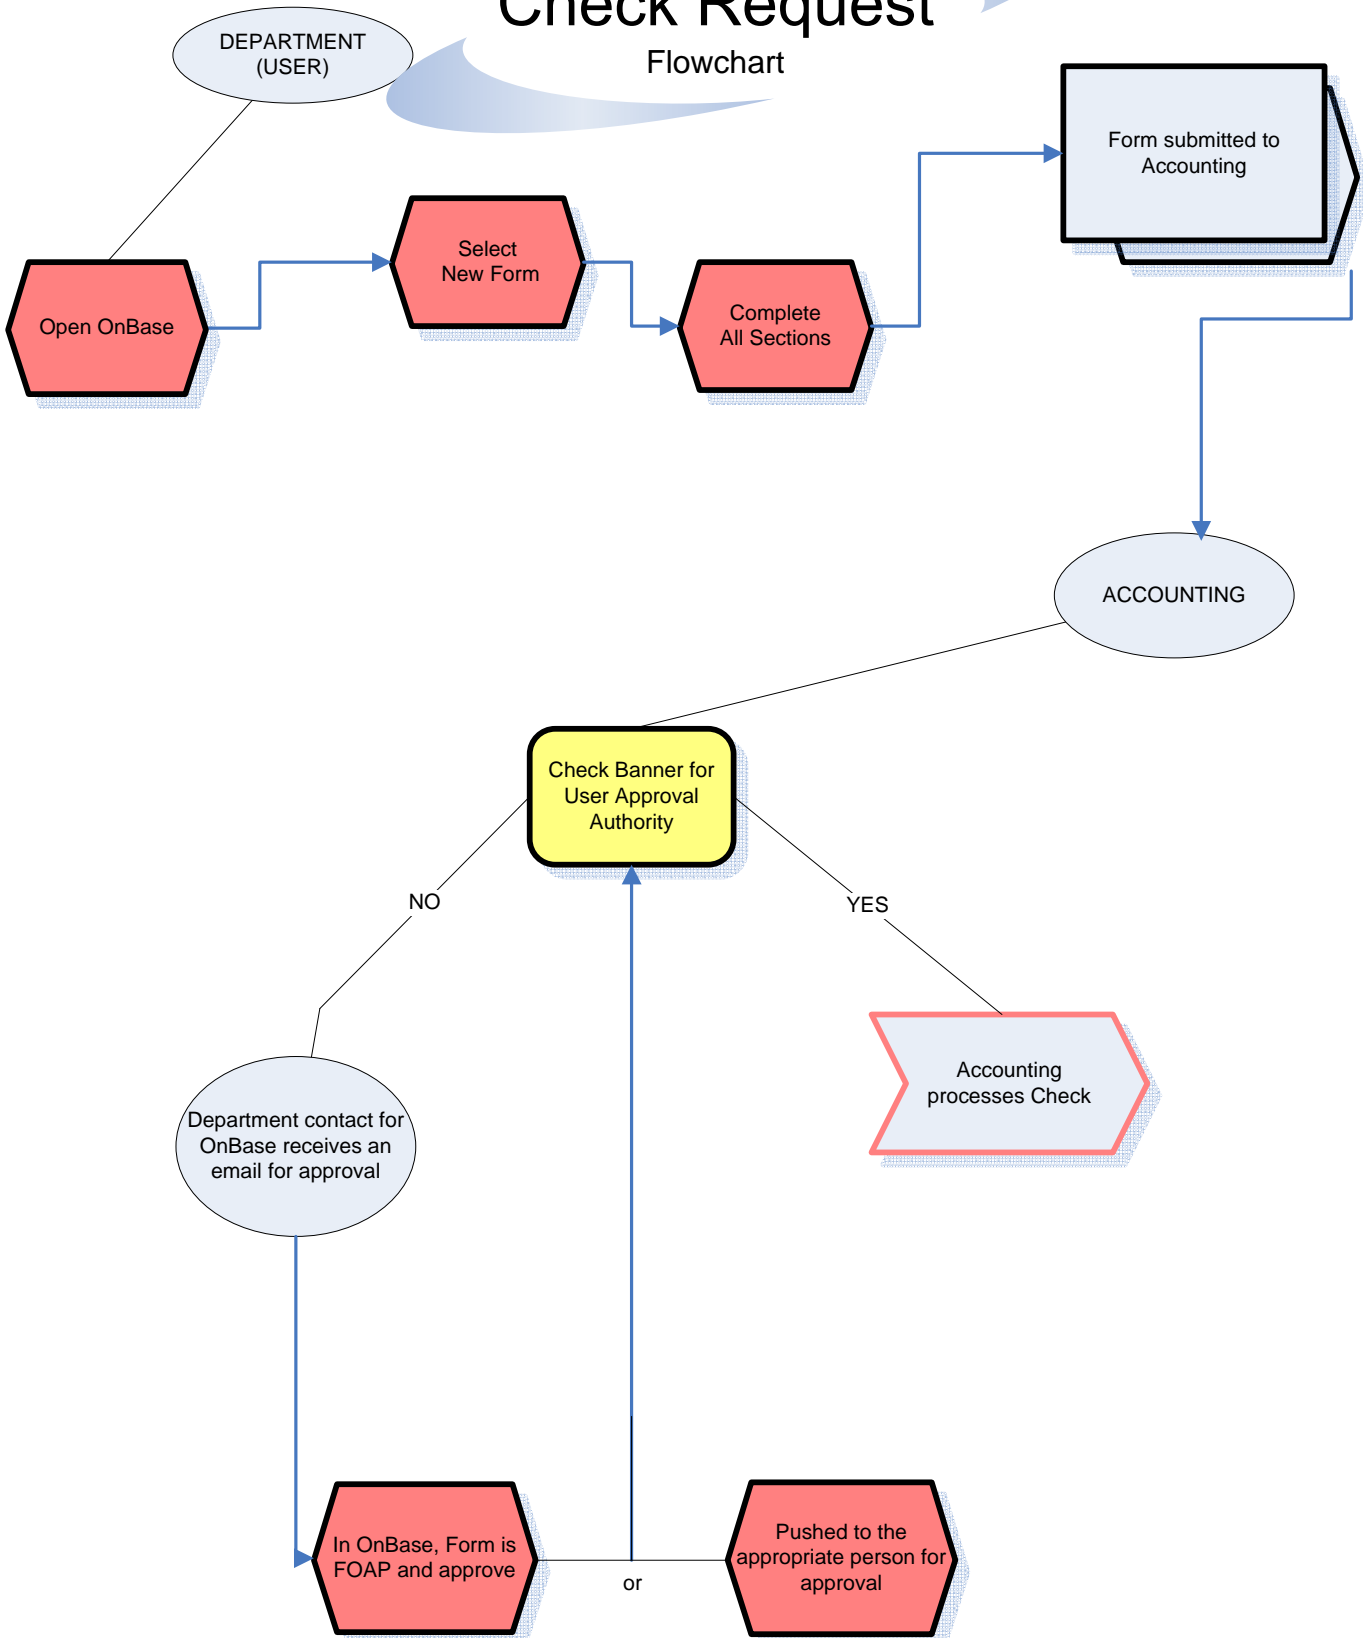 Check Request
Flowchart
DEPARTMENT
(USER)
Form submitted to
Accounting
Select
New Form
Open OnBase
Complete
All Sections
ACCOUNTING
Check Banner for
User Approval
Authority
NO
YES
Accounting
processes Check
Department contact for
OnBase receives an
email for approval
In OnBase, Form is
FOAP and approve
or
Pushed to the
appropriate person for
approval